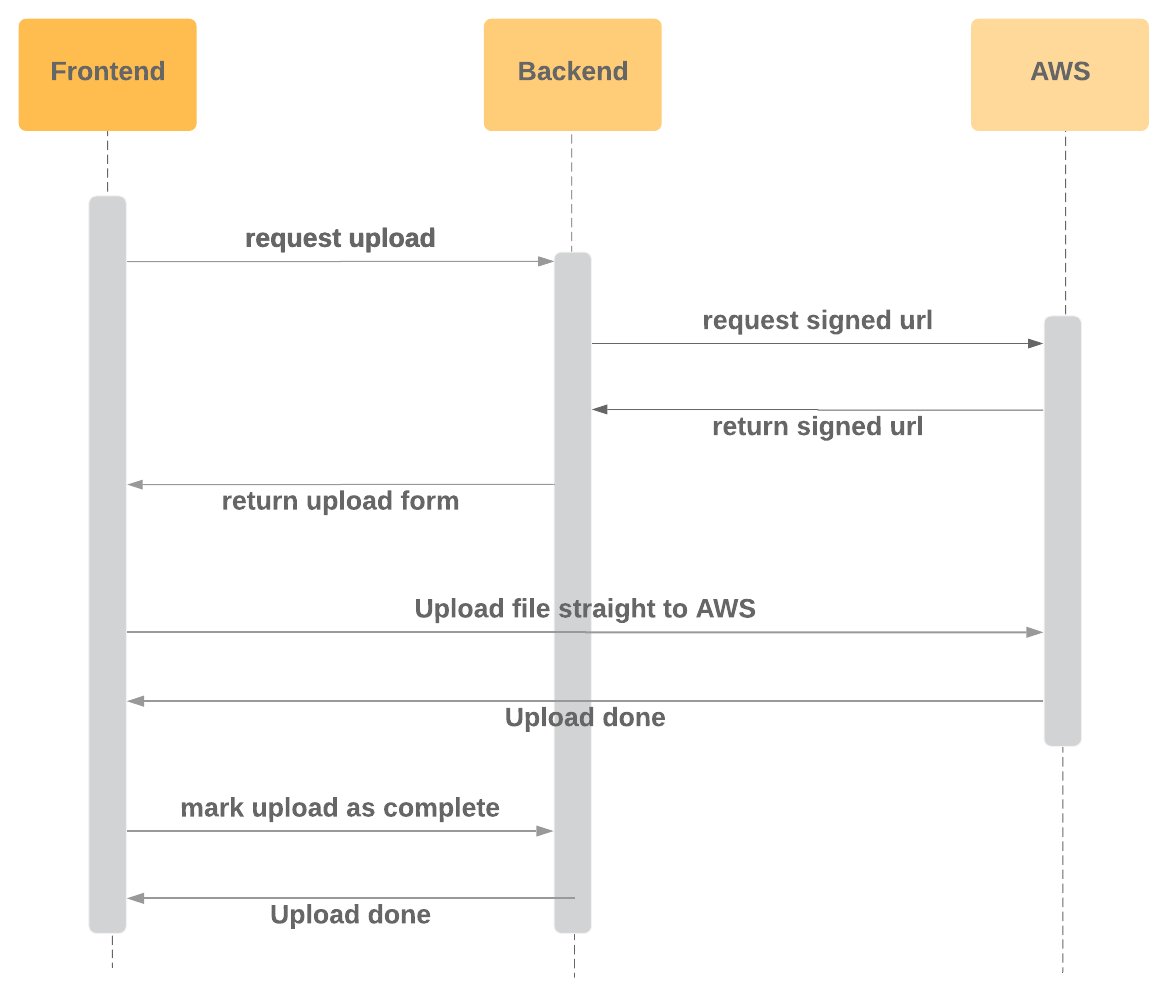 Frontend
Backend
AWS
request upload
request signed url
return signed url
return upload form
Upload file straight to AWS
Upload done
mark upload as complete
Upload done